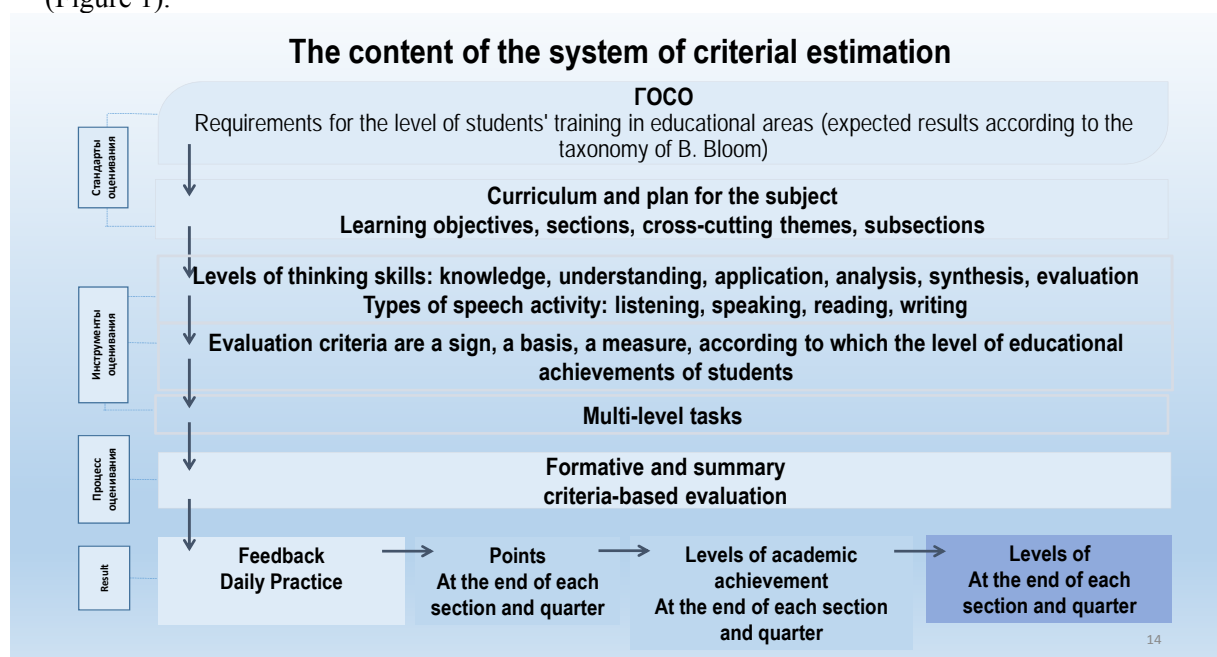 (Figure 1).
The content of the system of criterial estimation
Стандарты
оценивания
ГОСО
Requirements for the level of students' training in educational areas (expected results according to the
taxonomy of B. Bloom)
Curriculum and plan for the subject
Learning objectives, sections, cross-cutting themes, subsections
Инструменты
оценивания
Levels of thinking skills: knowledge, understanding, application, analysis, synthesis, evaluation
Types of speech activity: listening, speaking, reading, writing
Evaluation criteria are a sign, a basis, a measure, according to which the level of educational
achievements of students
Multi-level tasks
Процесс
оценивания
Formative and summary
criteria-based evaluation
Result
Feedback
Daily Practice
Points
At the end of each
section and quarter
Levels of academic
achievement
At the end of each section
and quarter
Levels of
At the end of each
section and quarter
14